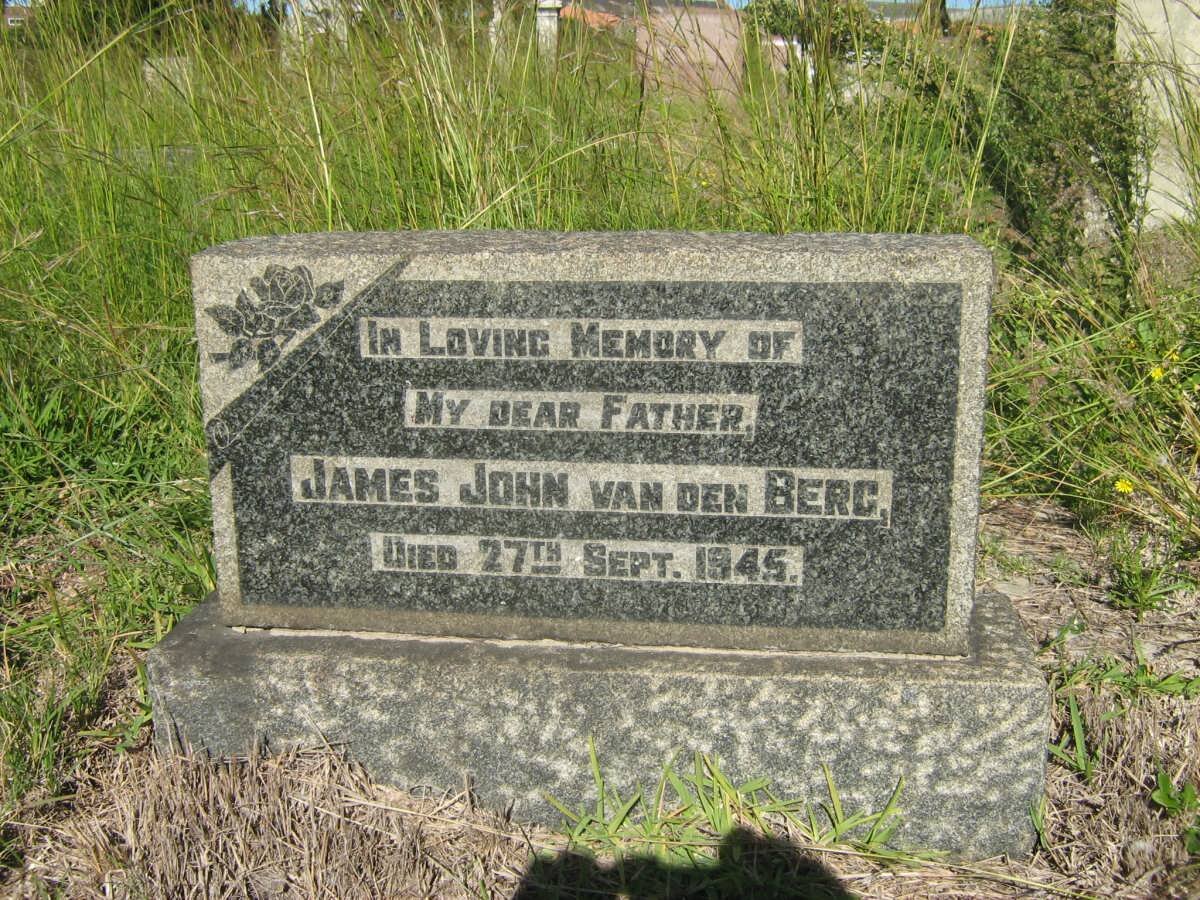 In Loving Memory of
My dear Father.
James John van den Berg,
Died 27th Sept. 1945.